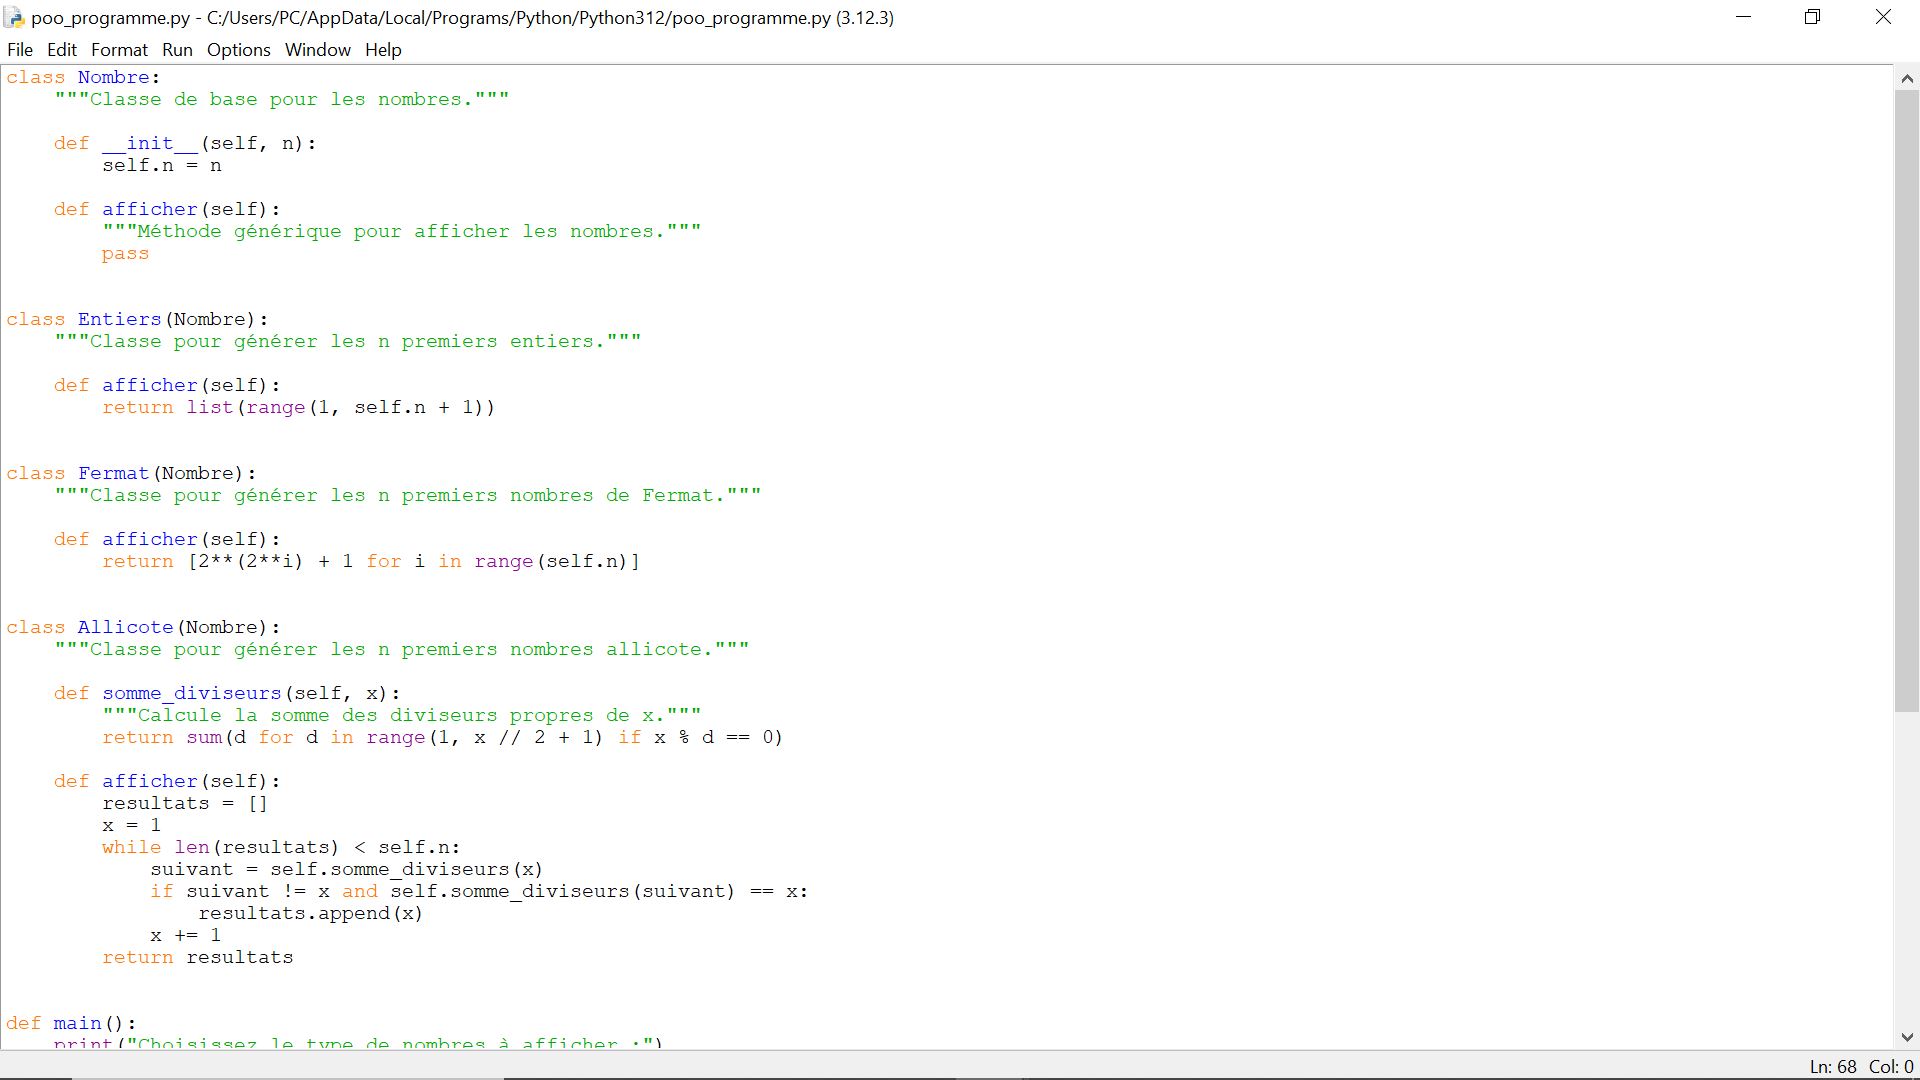 poo_programme.py - C:/Users/PC/AppData/Local/Programs/Python/Python312/poo_programme.py (3.12.3)
File Edit Format Run Options Window Help
class Nombre:
    """Classe de base pour les nombres."""

    def __init__(self, n):
        self.n = n

    def afficher(self):
        """Méthode générique pour afficher les nombres."""
        pass


class Entiers(Nombre):
    """Classe pour générer les n premiers entiers."""

    def afficher(self):
        return list(range(1, self.n + 1))


class Fermat(Nombre):
    """Classe pour générer les n premiers nombres de Fermat."""

    def afficher(self):
        return [2**(2**i) + 1 for i in range(self.n)]


class Allicote(Nombre):
    """Classe pour générer les n premiers nombres allicote."""

    def somme_diviseurs(self, x):
        """Calcule la somme des diviseurs propres de x."""
        return sum(d for d in range(1, x // 2 + 1) if x % d == 0)

    def afficher(self):
        resultats = []
        x = 1
        while len(resultats) < self.n:
            suivant = self.somme_diviseurs(x)
            if suivant != x and self.somme_diviseurs(suivant) == x:
                resultats.append(x)
            x += 1
        return resultats


def main():
    print("Choisissez le type de nombres à afficher :")
Ln: 68 Col: 0